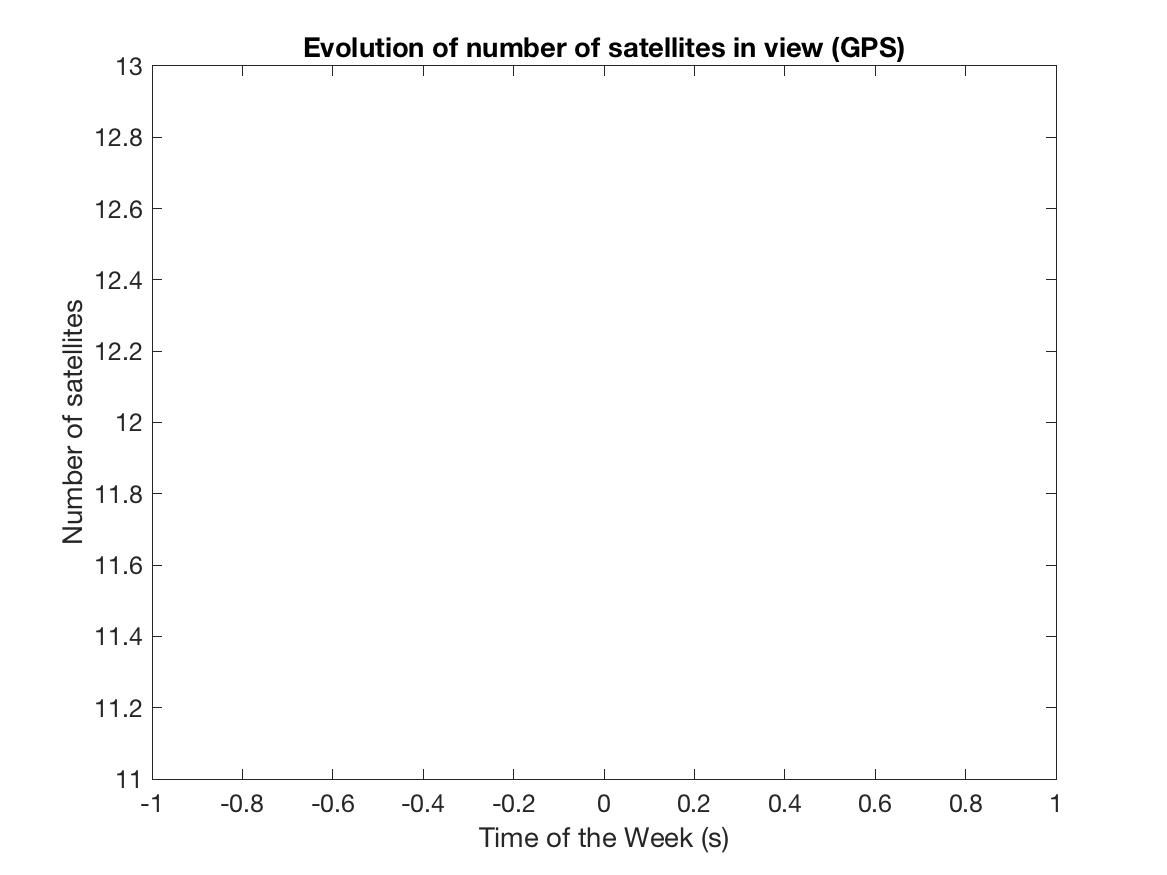 Evolution of number of satellites in view (GPS)
13
12.8
12.6
12.4
12.2
12
11.8
11.6
11.4
11.2
11
Number of satellites
-1 -0.8 -0.6 -0.4 -0.2 0 0.2 0.4 0.6 0.8 1
Time of the Week (s)